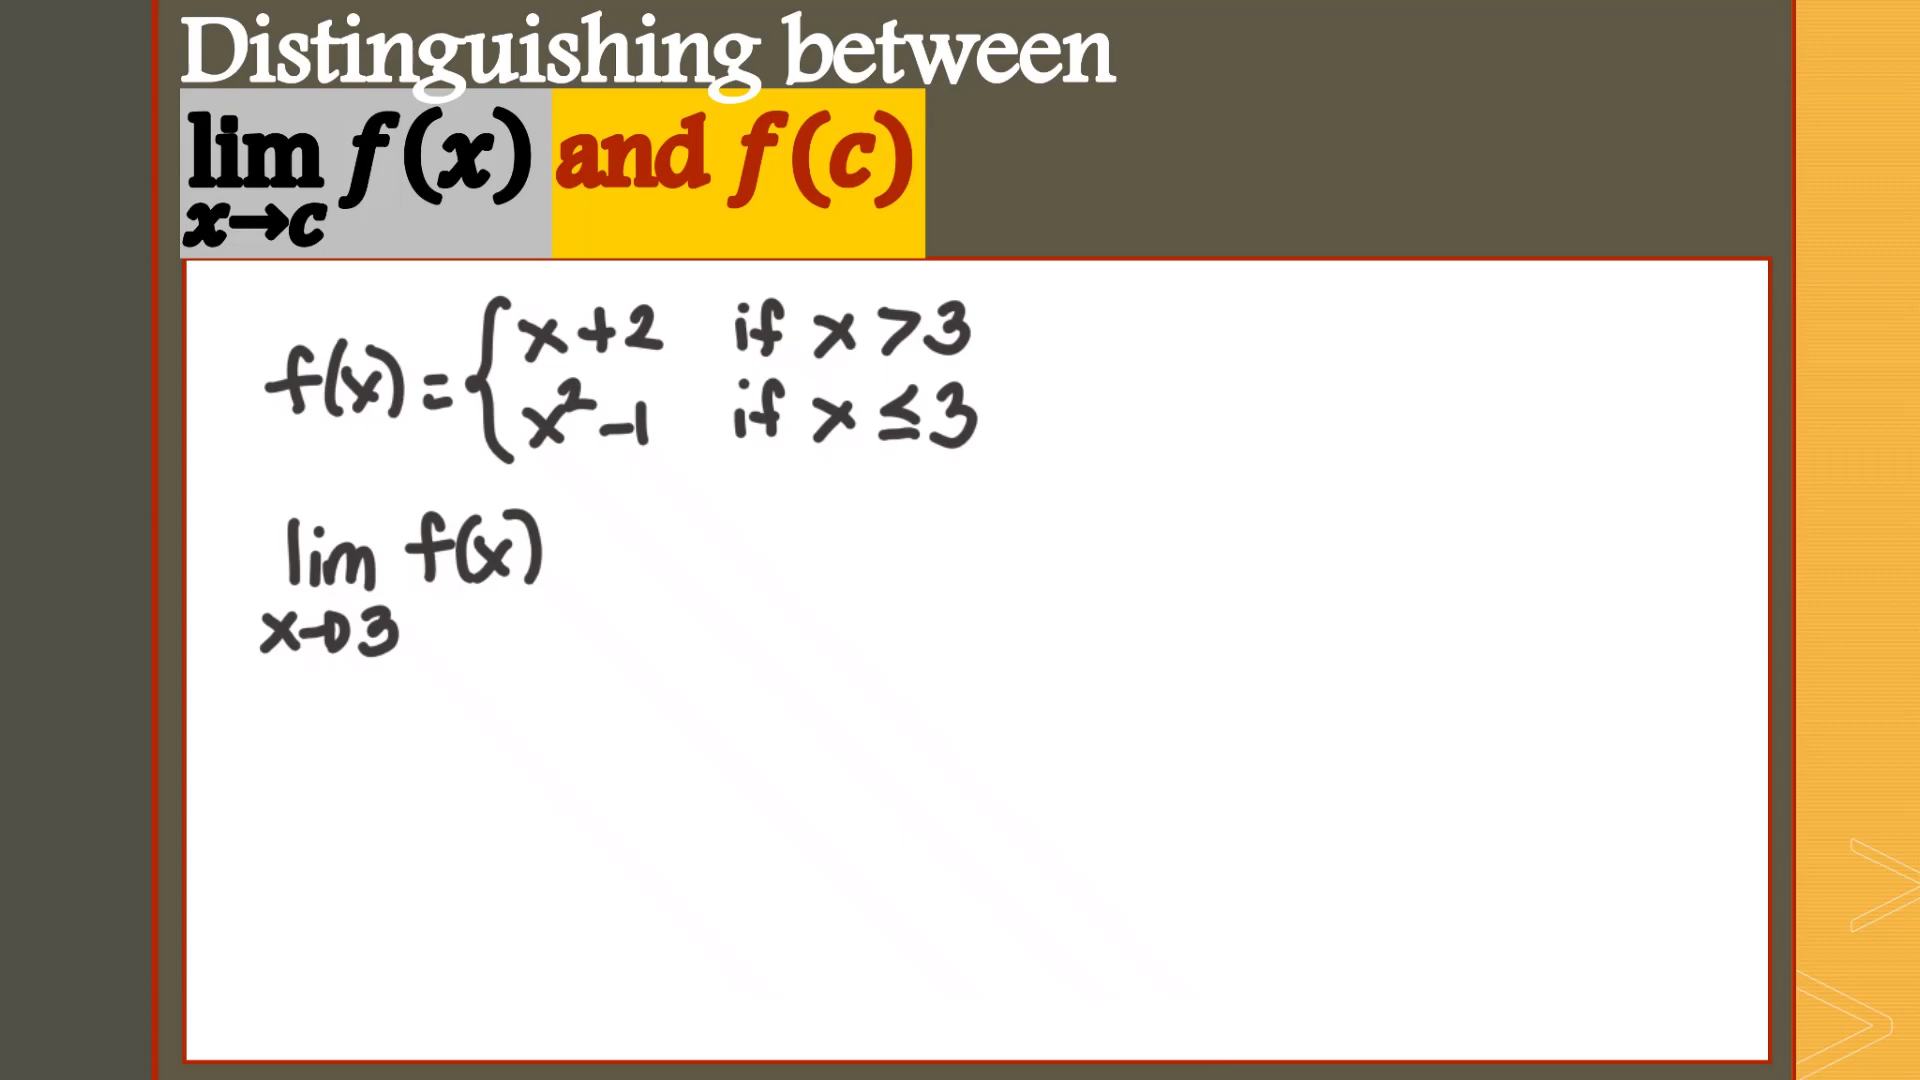 Distinguishing between
lim f(x) and f(c)
x→c
f(x) = { x + 2 if x > 3
x² - 1 if x ≤ 3
lim f(x)
x→3